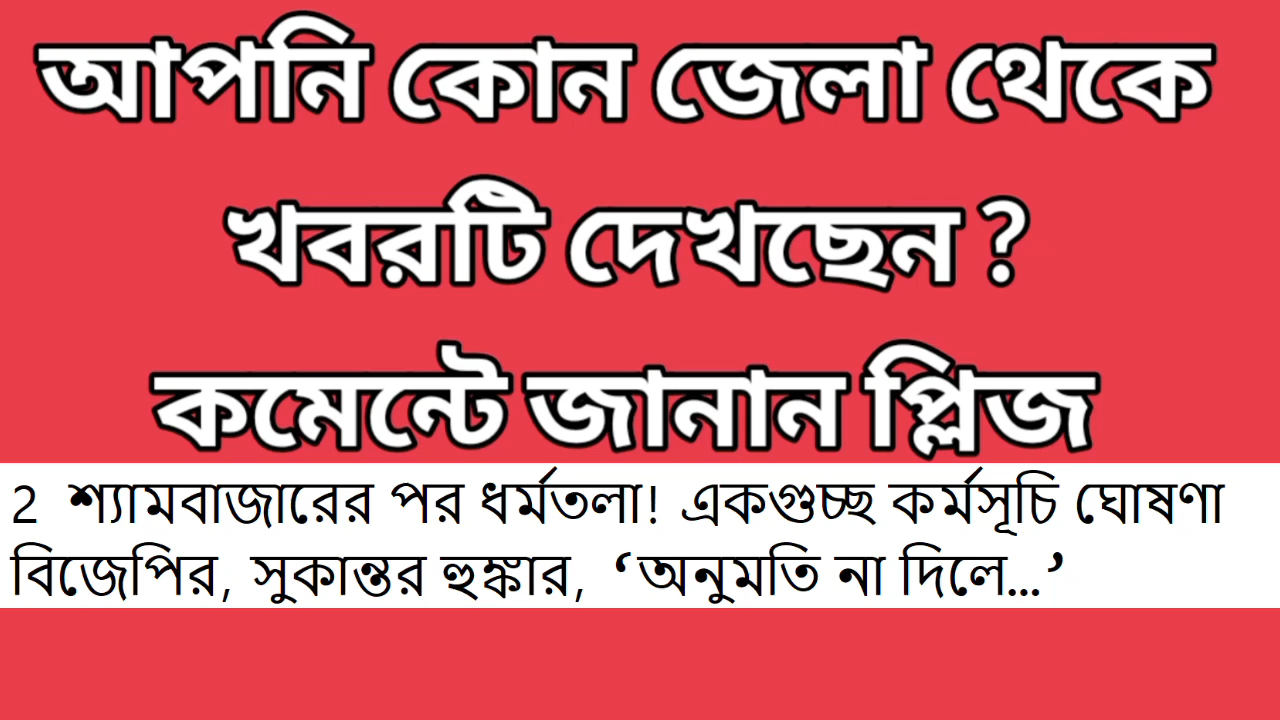 আপনি কোন জেলা থেকে
খবরটি দেখছেন ?
কমেন্টে জানান প্লিজ
2 শ্যামবাজারের পর ধর্মতলা! একগুচ্ছ কর্মসূচি ঘোষণা
বিজেপির, সুকান্তর হুঙ্কার, ‘অনুমতি না দিলে...’